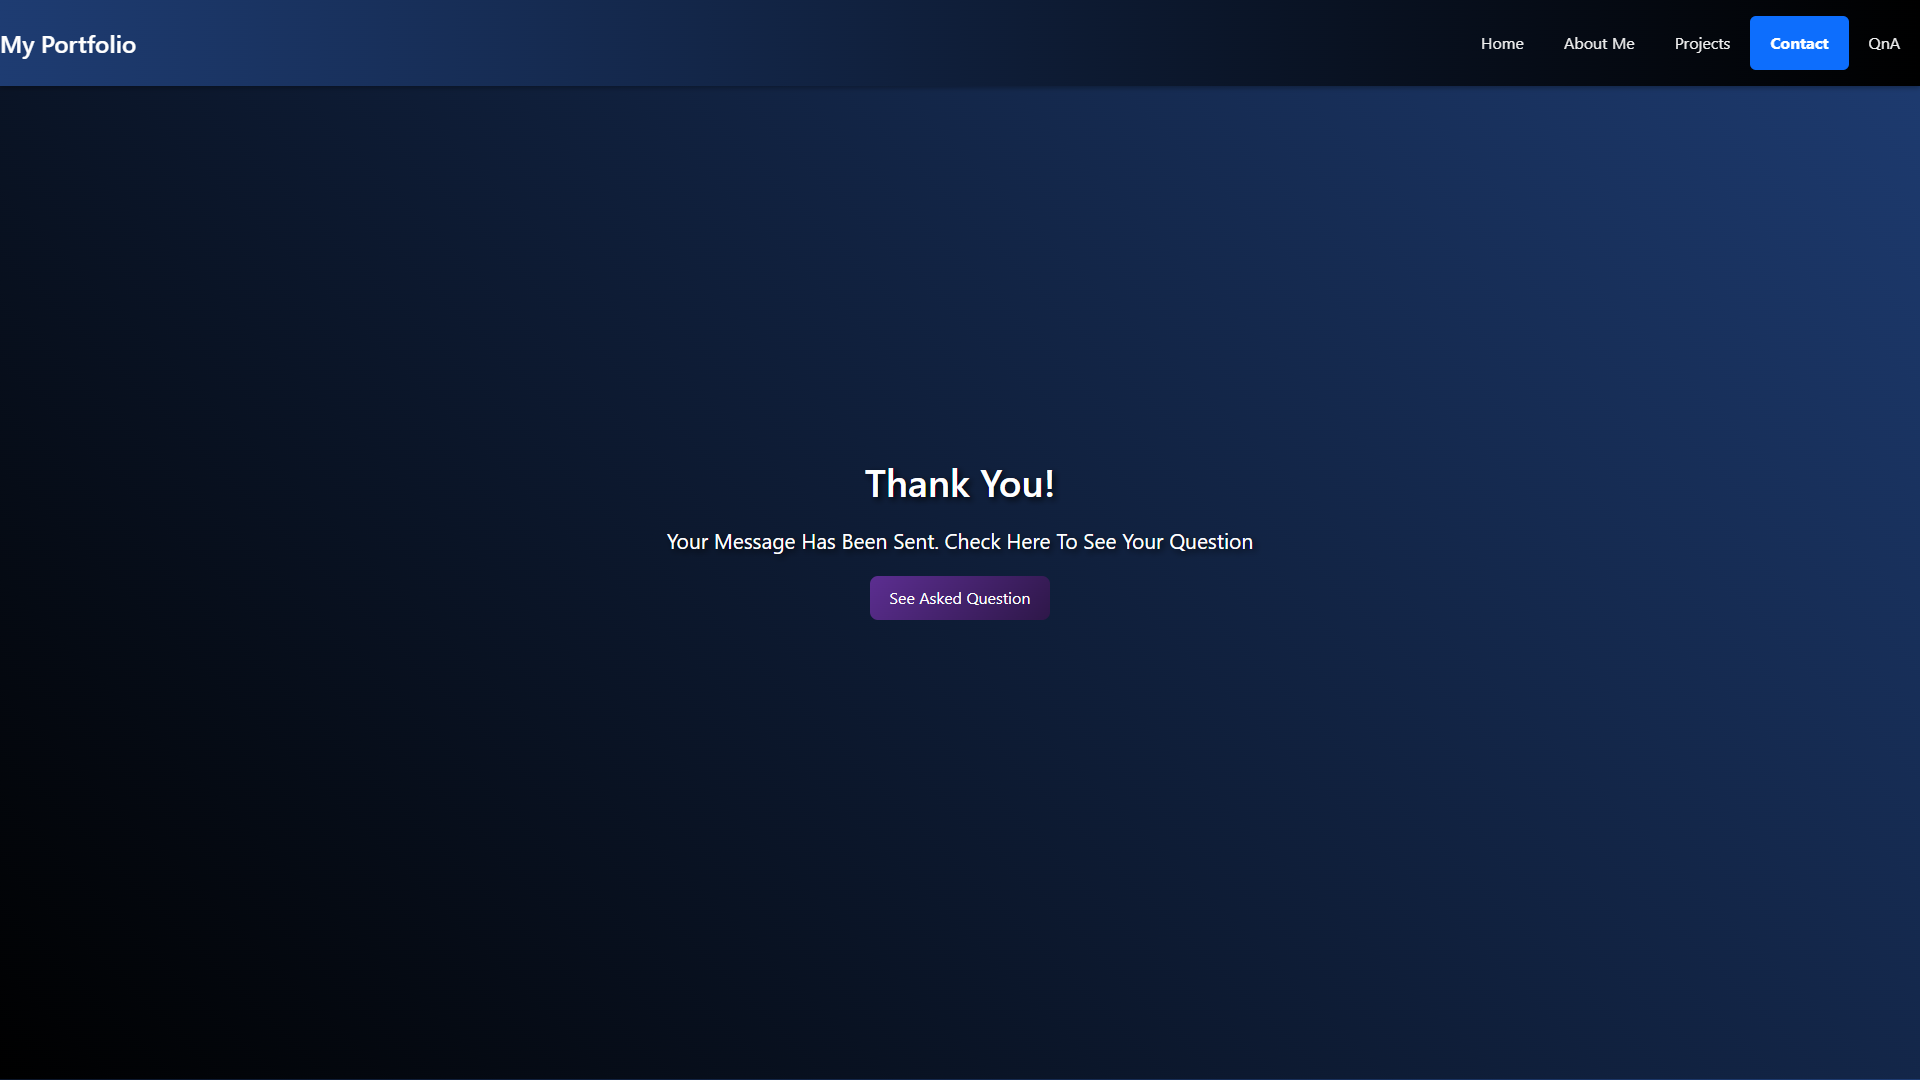 My Portfolio
Home
About Me
Projects
Contact
QnA
Thank You!
Your Message Has Been Sent. Check Here To See Your Question
See Asked Question